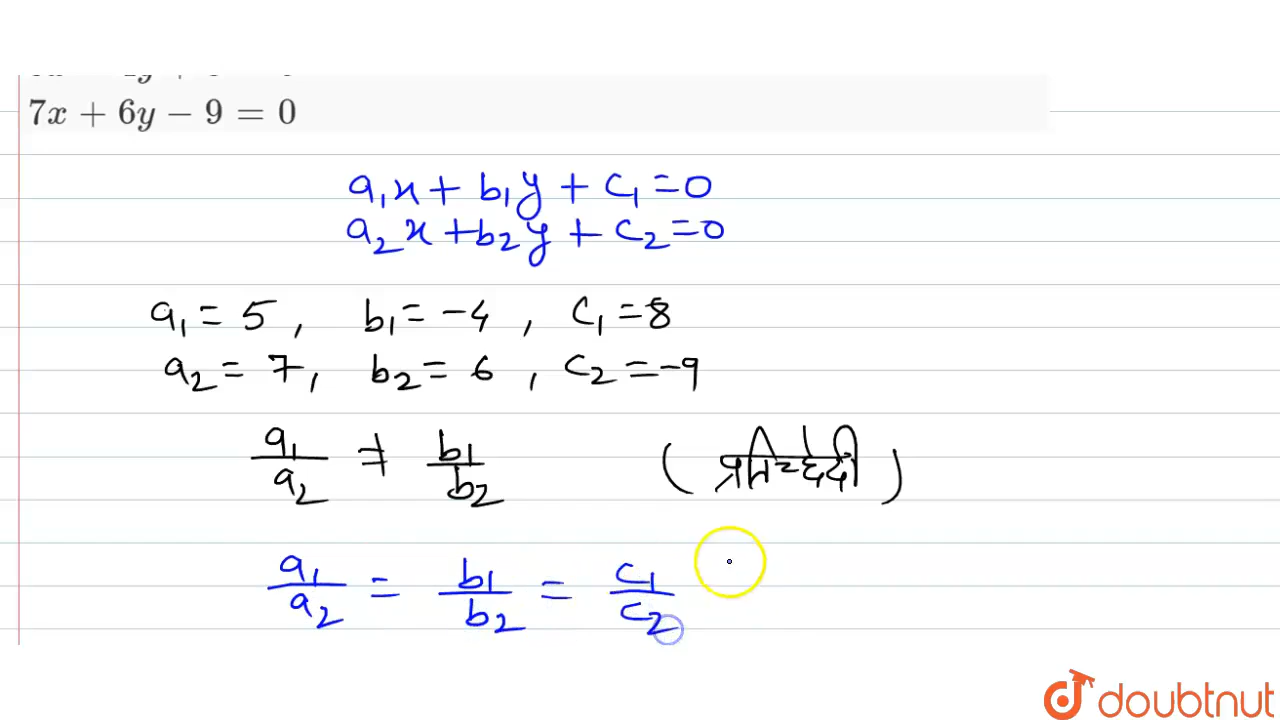 7x + 6y − 9 = 0
a₁x + b₁y + c₁ = 0
a₂x + b₂y + c₂ = 0
a₁ = 5 , b₁ = −4 , c₁ = 8
a₂ = 7, b₂ = 6 , c₂ = −9
a₁/a₂ ≠ b₁/b₂
a₁/a₂ = b₁/b₂ = c₁/c₂
doubtnut